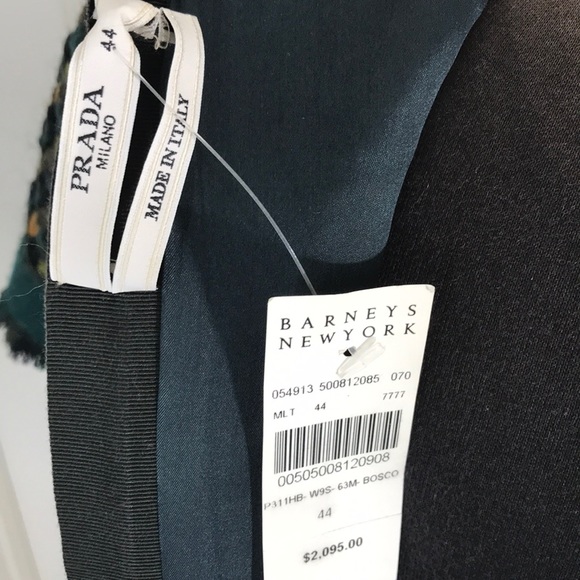 44
PRADA
MILANO
MADE IN ITALY
BARNEYS
NEWYORK
054913 500812085 070
MLT 44 7777
00505008120908
P311HB- W9S- 63M- BOSCO
44
$2,095.00